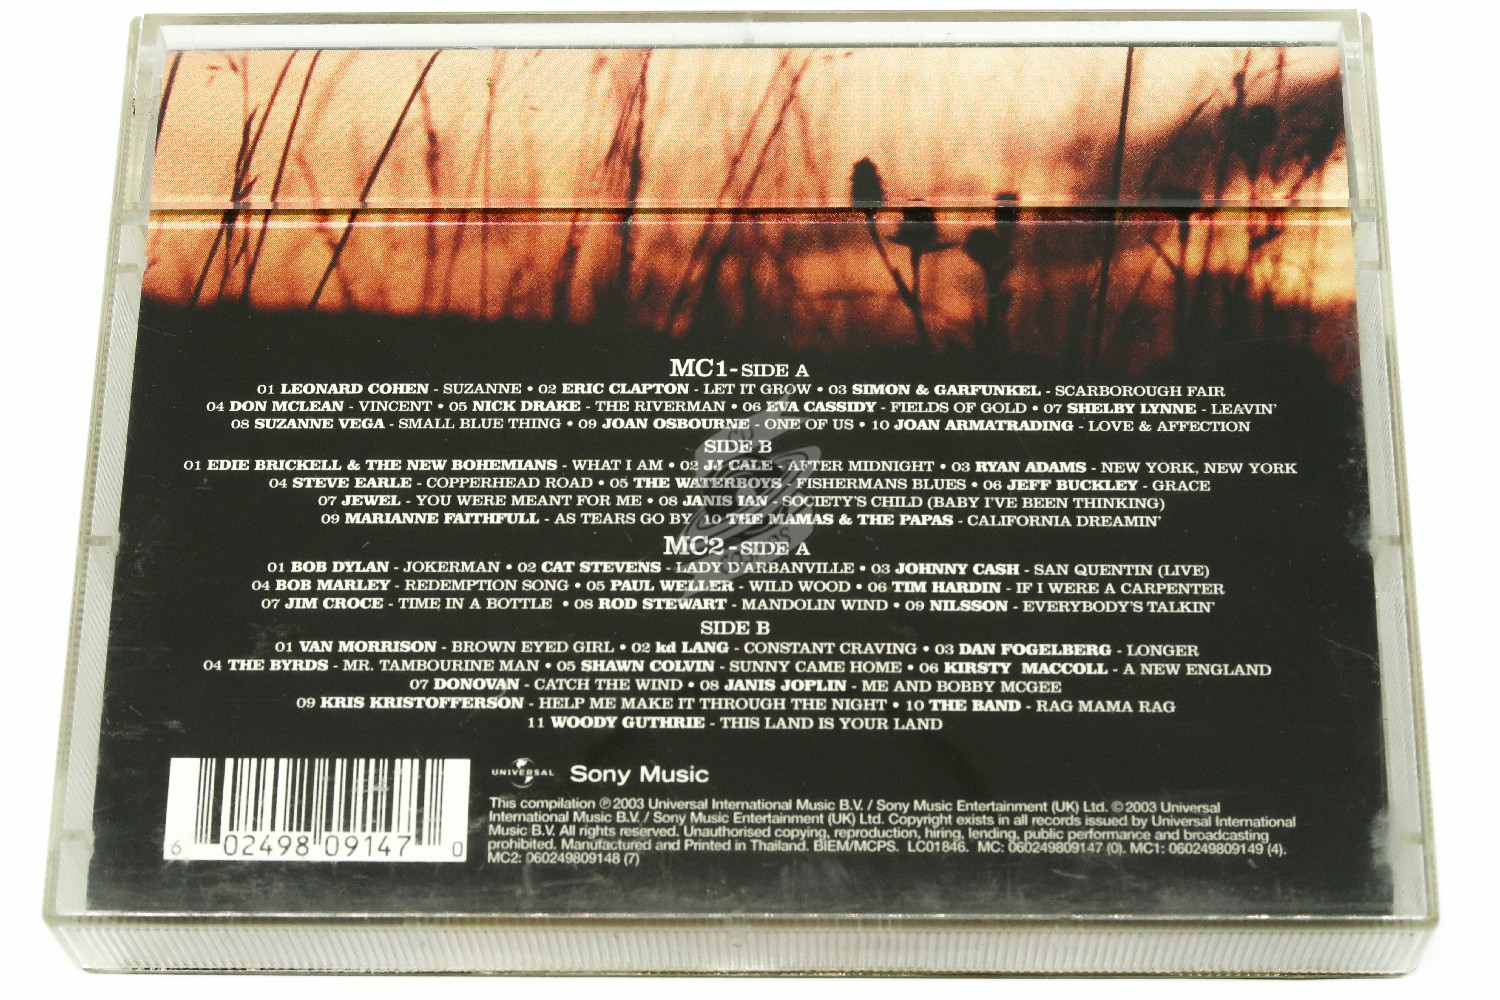 MC1-SIDE A
01 LEONARD COHEN - SUZANNE • 02 ERIC CLAPTON - LET IT GROW • 03 SIMON & GARFUNKEL - SCARBOROUGH FAIR
04 DON MCLEAN - VINCENT • 05 NICK DRAKE - THE RIVERMAN • 06 EVA CASSIDY - FIELDS OF GOLD • 07 SHELBY LYNNE - LEAVIN'
08 SUZANNE VEGA - SMALL BLUE THING • 09 JOAN OSBOURNE - ONE OF US • 10 JOAN ARMATRADING - LOVE & AFFECTION
SIDE B
01 EDIE BRICKELL & THE NEW BOHEMIANS - WHAT I AM • 02 JJ CALE - AFTER MIDNIGHT • 03 RYAN ADAMS - NEW YORK, NEW YORK
04 STEVE EARLE - COPPERHEAD ROAD • 05 THE WATERBOYS - FISHERMANS BLUES • 06 JEFF BUCKLEY - GRACE
07 JEWEL - YOU WERE MEANT FOR ME • 08 JANIS IAN - SOCIETY'S CHILD (BABY I'VE BEEN THINKING)
09 MARIANNE FAITHFULL - AS TEARS GO BY 10 THE MAMAS & THE PAPAS - CALIFORNIA DREAMIN'
MC2-SIDE A
01 BOB DYLAN - JOKERMAN • 02 CAT STEVENS - LADY D'ARBANVILLE • 03 JOHNNY CASH - SAN QUENTIN (LIVE)
04 BOB MARLEY - REDEMPTION SONG • 05 PAUL WELLER - WILD WOOD • 06 TIM HARDIN - IF I WERE A CARPENTER
07 JIM CROCE - TIME IN A BOTTLE • 08 ROD STEWART - MANDOLIN WIND • 09 NILSSON - EVERYBODY'S TALKIN'
SIDE B
01 VAN MORRISON - BROWN EYED GIRL • 02 kd LANG - CONSTANT CRAVING • 03 DAN FOGELBERG - LONGER
04 THE BYRDS - MR. TAMBOURINE MAN • 05 SHAWN COLVIN - SUNNY CAME HOME • 06 KIRSTY MACCOLL - A NEW ENGLAND
07 DONOVAN - CATCH THE WIND • 08 JANIS JOPLIN - ME AND BOBBY MCGEE
09 KRIS KRISTOFFERSON - HELP ME MAKE IT THROUGH THE NIGHT • 10 THE BAND - RAG MAMA RAG
11 WOODY GUTHRIE - THIS LAND IS YOUR LAND
UNIVERSAL Sony Music
This compilation ℗2003 Universal International Music B.V. / Sony Music Entertainment (UK) Ltd. ©2003 Universal
International Music B.V. / Sony Music Entertainment (UK) Ltd. Copyright exists in all records issued by Universal International
Music B.V. All rights reserved. Unauthorised copying, reproduction, hiring, lending, public performance and broadcasting
prohibited. Manufactured and Printed in Thailand. BIEM/MCPS. LC01846. MC: 060249809147 (0). MC1: 060249809149 (4).
MC2: 060249809148 (7)
6 02498 09147 0